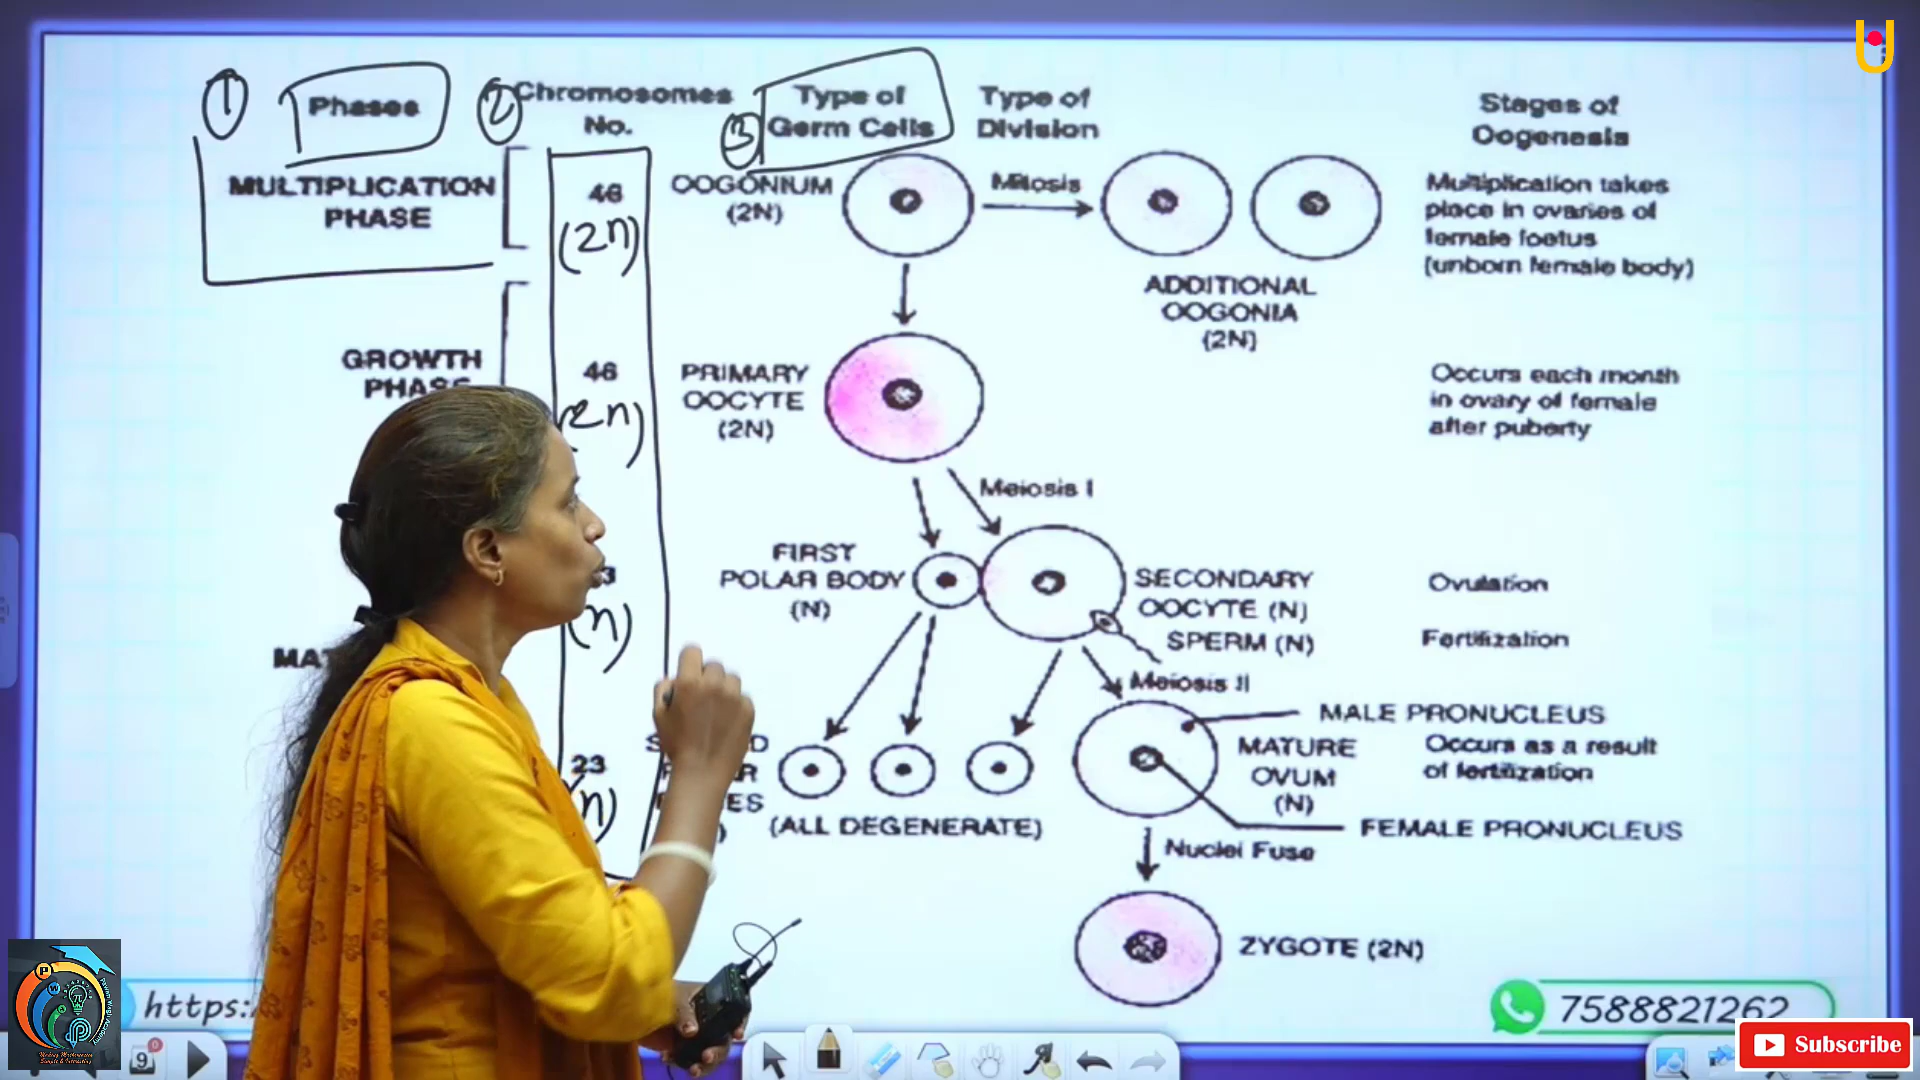 ① Phases
② Chromosomes No.
③ Type of Germ Cells
Type of Division
Stages of Oogenesis
MULTIPLICATION
PHASE
46
(2n)
OOGONIUM
(2N)
Mitosis
ADDITIONAL
OOGONIA
(2N)
Multiplication takes
place in ovaries of
female foetus
(unborn female body)
GROWTH
PHASE
46
(2n)
PRIMARY
OOCYTE
(2N)
Occurs each month
in ovary of female
after puberty
Meiosis I
(n)
FIRST
POLAR BODY
(N)
SECONDARY
OOCYTE (N)
SPERM (N)
Ovulation
Fertilization
Meiosis II
23
(n)
(ALL DEGENERATE)
MATURE
OVUM
(N)
MALE PRONUCLEUS
Occurs as a result
of fertilization
FEMALE PRONUCLEUS
Nuclei Fuse
ZYGOTE (2N)
https:
7588821262
Subscribe
9